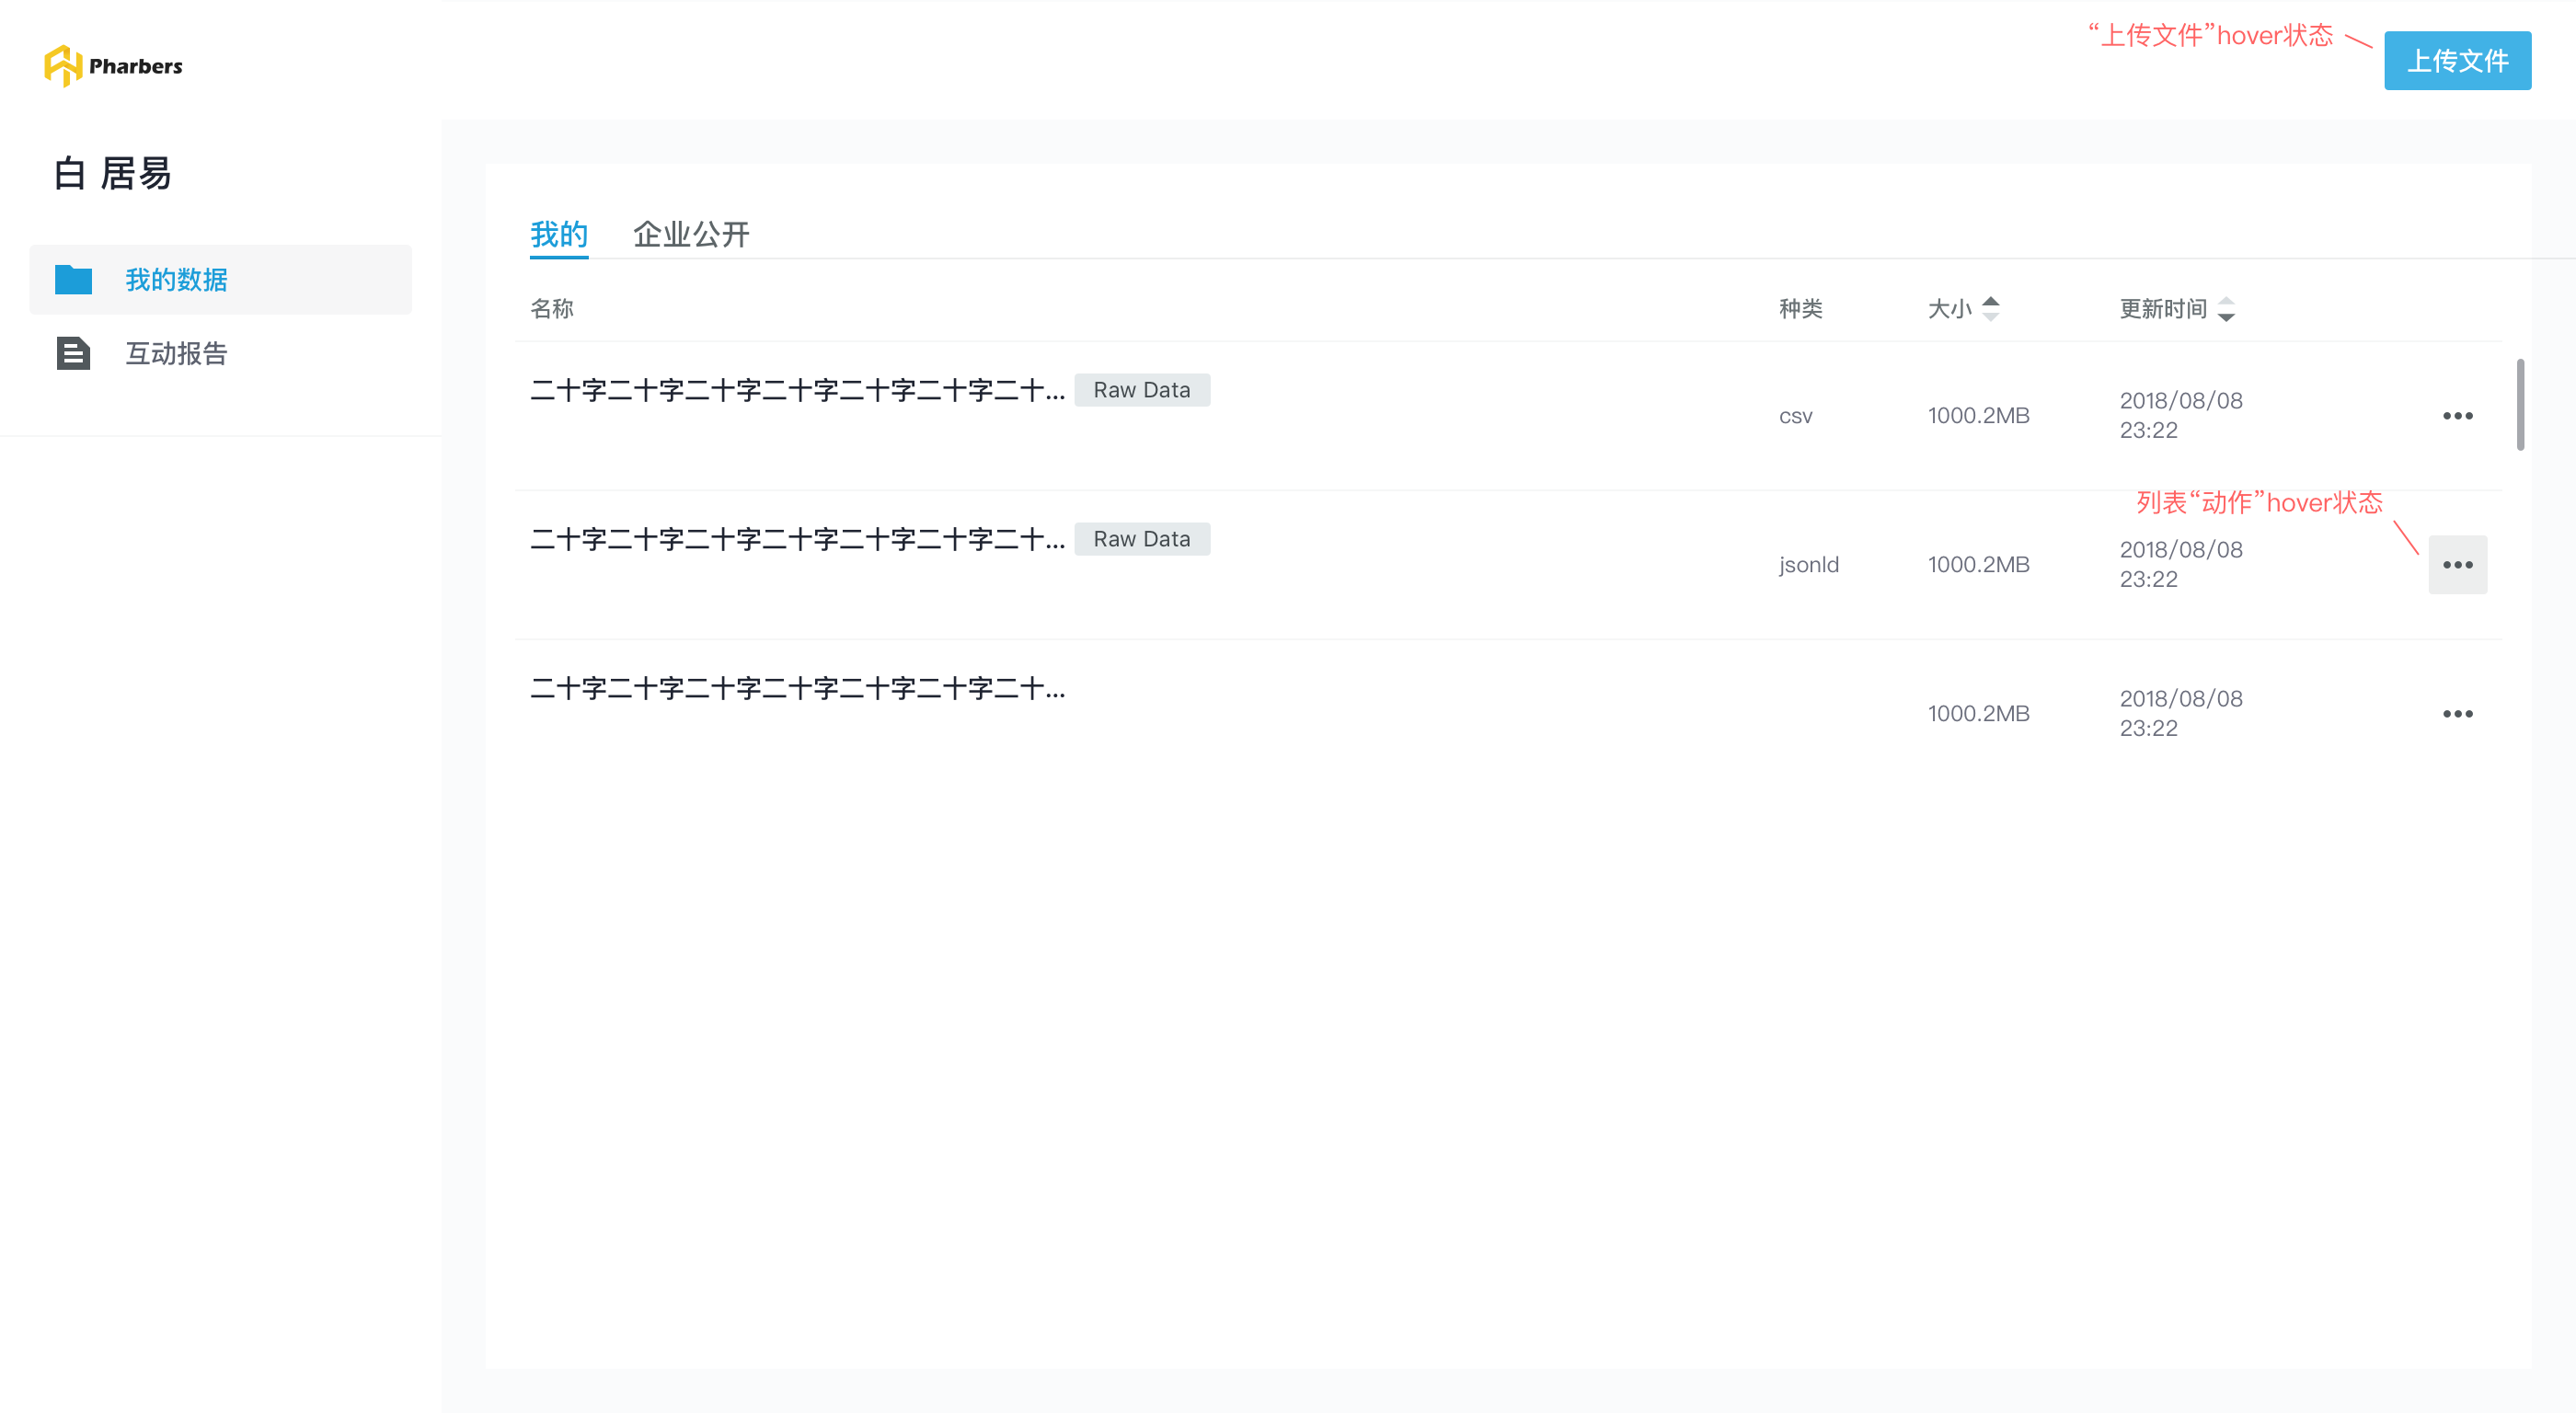 Pharbers
“上传文件”hover状态
上传文件
白 居易
我的数据
互动报告
我的 企业公开
名称 种类 大小 更新时间
二十字二十字二十字二十字二十字二十字二十... Raw Data
csv 1000.2MB 2018/08/08
23:22
列表“动作”hover状态
二十字二十字二十字二十字二十字二十字二十... Raw Data
jsonld 1000.2MB 2018/08/08
23:22
二十字二十字二十字二十字二十字二十字二十...
1000.2MB 2018/08/08
23:22